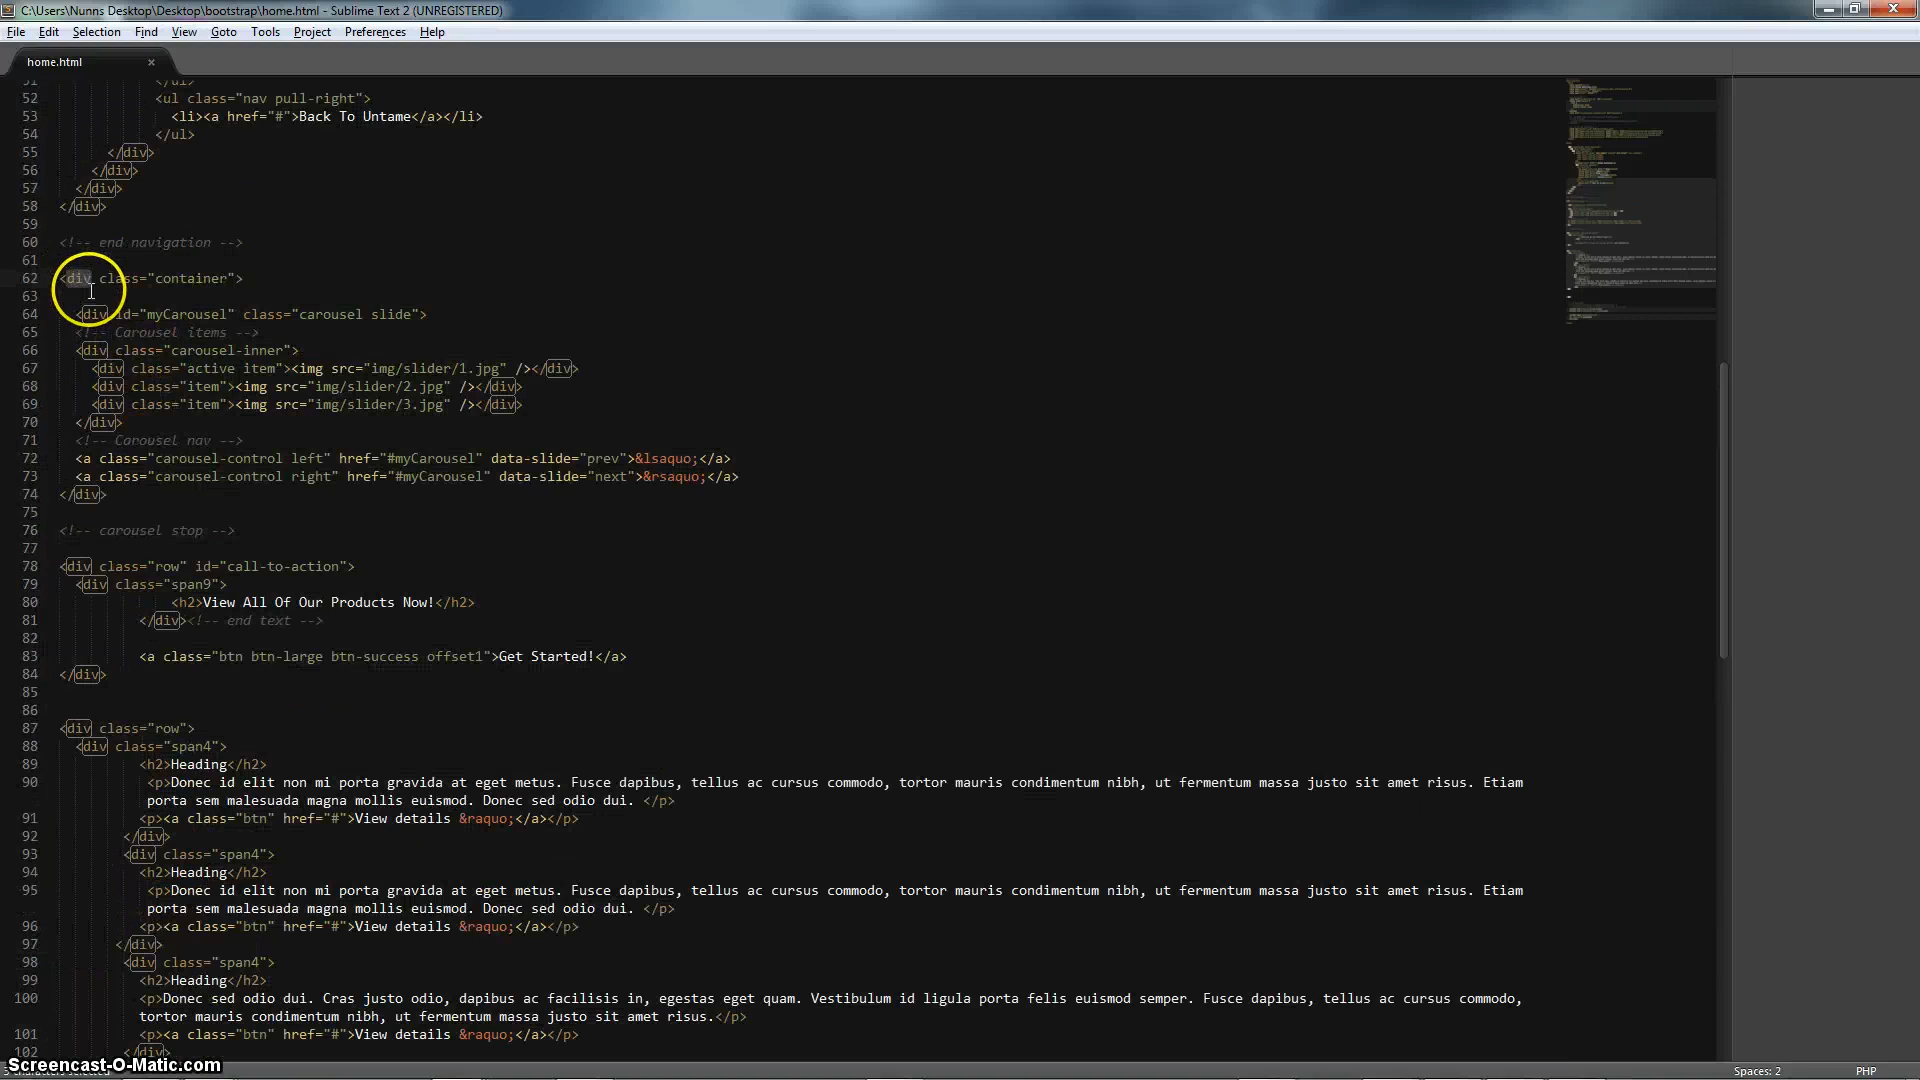 C:\Users\Nunns Desktop\Desktop\bootstrap\home.html - Sublime Text 2 (UNREGISTERED)
File Edit Selection Find View Goto Tools Project Preferences Help
home.html
51 </ul>
52 <ul class="nav pull-right">
53 <li><a href="#">Back To Untame</a></li>
54 </ul>
55 </div>
56 </div>
57 </div>
58 </div>
59
60 <!-- end navigation -->
61
62 <div class="container">
63
64 <div id="myCarousel" class="carousel slide">
65 <!-- Carousel items -->
66 <div class="carousel-inner">
67 <div class="active item"><img src="img/slider/1.jpg" /></div>
68 <div class="item"><img src="img/slider/2.jpg" /></div>
69 <div class="item"><img src="img/slider/3.jpg" /></div>
70 </div>
71 <!-- Carousel nav -->
72 <a class="carousel-control left" href="#myCarousel" data-slide="prev">&lsaquo;</a>
73 <a class="carousel-control right" href="#myCarousel" data-slide="next">&rsaquo;</a>
74 </div>
75
76 <!-- carousel stop -->
77
78 <div class="row" id="call-to-action">
79 <div class="span9">
80 <h2>View All Of Our Products Now!</h2>
81 </div><!-- end text -->
82
83 <a class="btn btn-large btn-success offset1">Get Started!</a>
84 </div>
85
86
87 <div class="row">
88 <div class="span4">
89 <h2>Heading</h2>
90 <p>Donec id elit non mi porta gravida at eget metus. Fusce dapibus, tellus ac cursus commodo, tortor mauris condimentum nibh, ut fermentum massa justo sit amet risus. Etiam
porta sem malesuada magna mollis euismod. Donec sed odio dui. </p>
91 <p><a class="btn" href="#">View details &raquo;</a></p>
92 </div>
93 <div class="span4">
94 <h2>Heading</h2>
95 <p>Donec id elit non mi porta gravida at eget metus. Fusce dapibus, tellus ac cursus commodo, tortor mauris condimentum nibh, ut fermentum massa justo sit amet risus. Etiam
porta sem malesuada magna mollis euismod. Donec sed odio dui. </p>
96 <p><a class="btn" href="#">View details &raquo;</a></p>
97 </div>
98 <div class="span4">
99 <h2>Heading</h2>
100 <p>Donec sed odio dui. Cras justo odio, dapibus ac facilisis in, egestas eget quam. Vestibulum id ligula porta felis euismod semper. Fusce dapibus, tellus ac cursus commodo,
tortor mauris condimentum nibh, ut fermentum massa justo sit amet risus.</p>
101 <p><a class="btn" href="#">View details &raquo;</a></p>
102 </div>
Screencast-O-Matic.com
3 characters selected
Spaces: 2 PHP